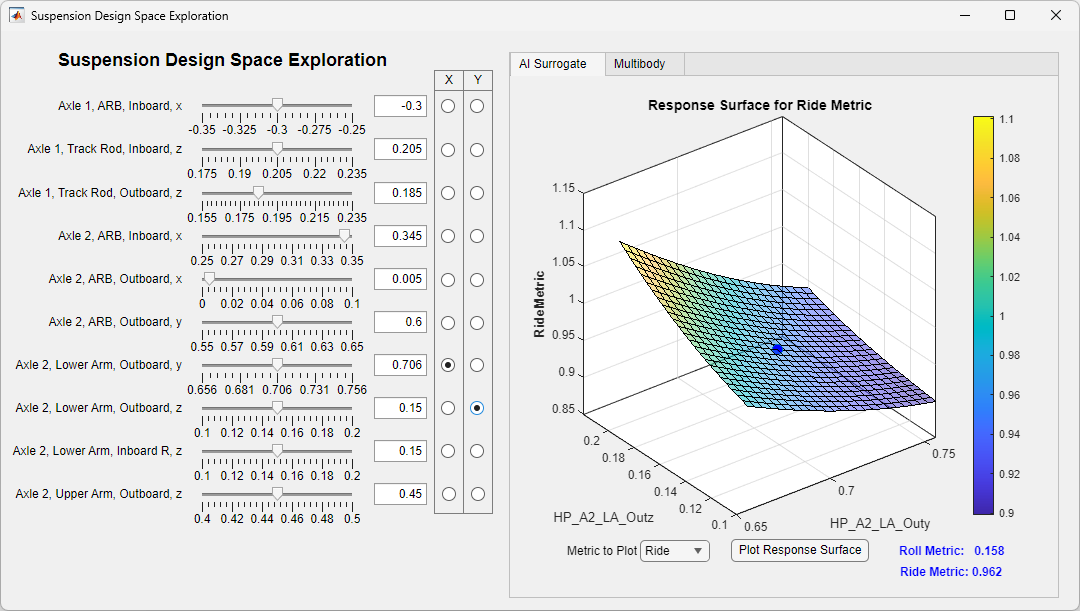 Suspension Design Space Exploration
Suspension Design Space Exploration
X Y
Axle 1, ARB, Inboard, x -0.3
-0.35 -0.325 -0.3 -0.275 -0.25
Axle 1, Track Rod, Inboard, z 0.205
0.175 0.19 0.205 0.22 0.235
Axle 1, Track Rod, Outboard, z 0.185
0.155 0.175 0.195 0.215 0.235
Axle 2, ARB, Inboard, x 0.345
0.25 0.27 0.29 0.31 0.33 0.35
Axle 2, ARB, Outboard, x 0.005
0 0.02 0.04 0.06 0.08 0.1
Axle 2, ARB, Outboard, y 0.6
0.55 0.57 0.59 0.61 0.63 0.65
Axle 2, Lower Arm, Outboard, y 0.706
0.656 0.681 0.706 0.731 0.756
Axle 2, Lower Arm, Outboard, z 0.15
0.1 0.12 0.14 0.16 0.18 0.2
Axle 2, Lower Arm, Inboard R, z 0.15
0.1 0.12 0.14 0.16 0.18 0.2
Axle 2, Upper Arm, Outboard, z 0.45
0.4 0.42 0.44 0.46 0.48 0.5
AI Surrogate Multibody
Response Surface for Ride Metric
RideMetric
1.15
1.1
1.05
1
0.95
0.9
0.85
0.2
0.18
0.16
0.14
0.12
0.1
HP_A2_LA_Outz
0.65
0.7
0.75
HP_A2_LA_Outy
1.1
1.08
1.06
1.04
1.02
1
0.98
0.96
0.94
0.92
0.9
Metric to Plot Ride Plot Response Surface
Roll Metric: 0.158
Ride Metric: 0.962